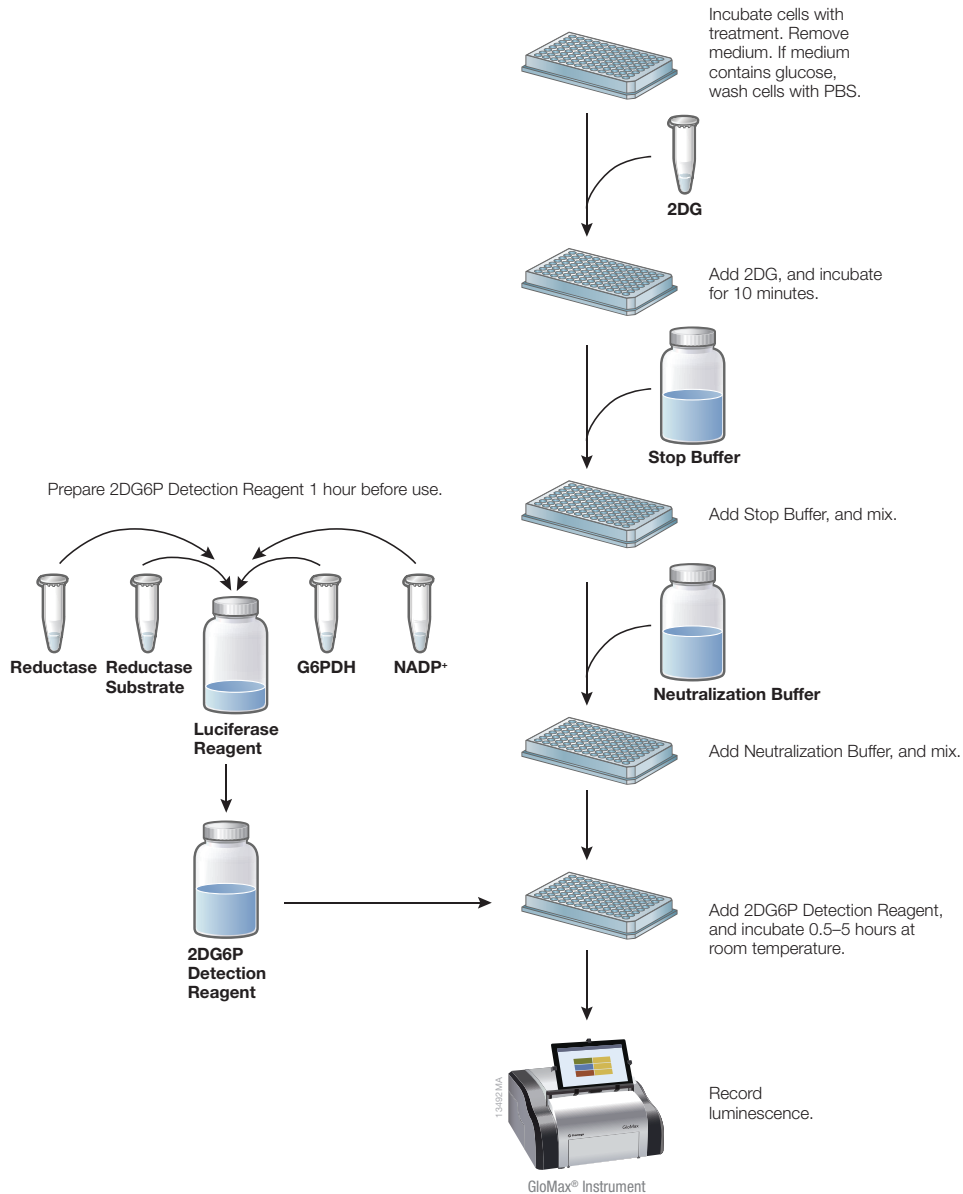 Incubate cells with
treatment. Remove
medium. If medium
contains glucose,
wash cells with PBS.
2DG
Add 2DG, and incubate
for 10 minutes.
Stop Buffer
Prepare 2DG6P Detection Reagent 1 hour before use.
Add Stop Buffer, and mix.
Reductase
Reductase
Substrate
G6PDH
NADP⁺
Luciferase
Reagent
Neutralization Buffer
Add Neutralization Buffer, and mix.
2DG6P
Detection
Reagent
Add 2DG6P Detection Reagent,
and incubate 0.5–5 hours at
room temperature.
13492MA
Promega
GloMax
Record
luminescence.
GloMax® Instrument